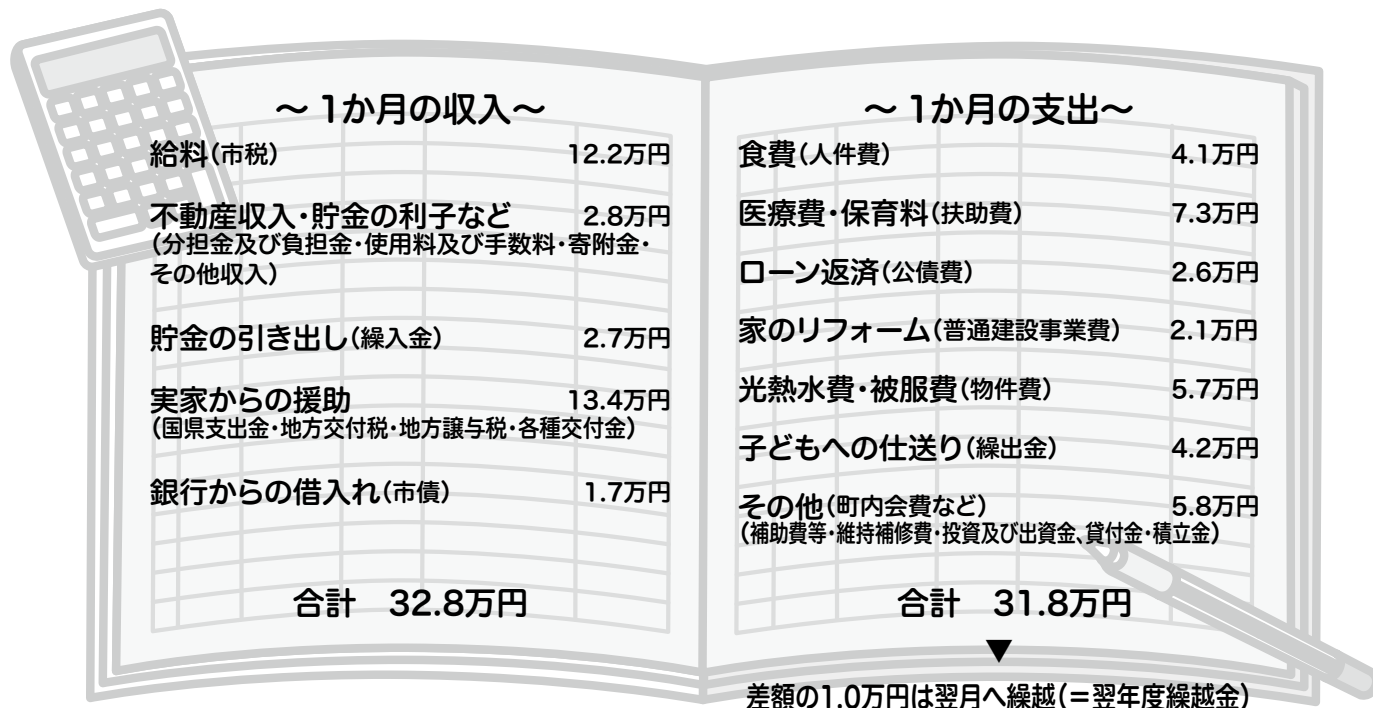 ～ 1か月の収入～
給料(市税) 12.2万円
不動産収入･貯金の利子など 2.8万円
(分担金及び負担金･使用料及び手数料･寄附金･
その他収入)
貯金の引き出し(繰入金) 2.7万円
実家からの援助 13.4万円
(国県支出金･地方交付税･地方譲与税･各種交付金)
銀行からの借入れ(市債) 1.7万円
合計 32.8万円
～ 1か月の支出～
食費(人件費) 4.1万円
医療費･保育料(扶助費) 7.3万円
ローン返済(公債費) 2.6万円
家のリフォーム(普通建設事業費) 2.1万円
光熱水費･被服費(物件費) 5.7万円
子どもへの仕送り(繰出金) 4.2万円
その他(町内会費など) 5.8万円
(補助費等･維持補修費･投資及び出資金､貸付金･積立金)
合計 31.8万円
▼
差額の1.0万円は翌月へ繰越(＝翌年度繰越金)